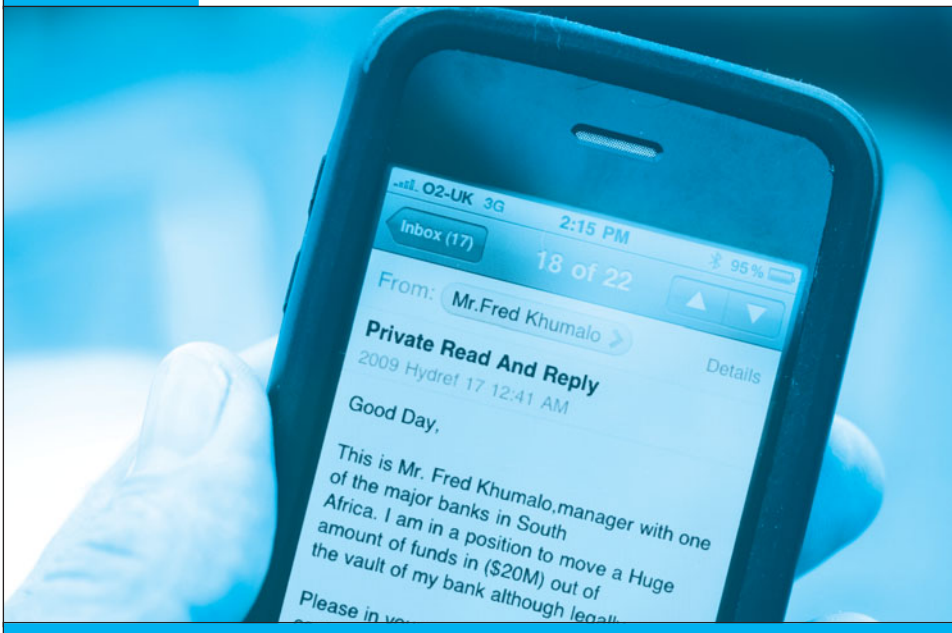 O2-UK 3G 2:15 PM 95%
Inbox (17) 18 of 22
From: Mr.Fred Khumalo
Details
Private Read And Reply
2009 Hydref 17 12:41 AM
Good Day,
This is Mr. Fred Khumalo,manager with one
of the major banks in South
Africa. I am in a position to move a Huge
amount of funds in ($20M) out of
the vault of my bank although legally
Please in